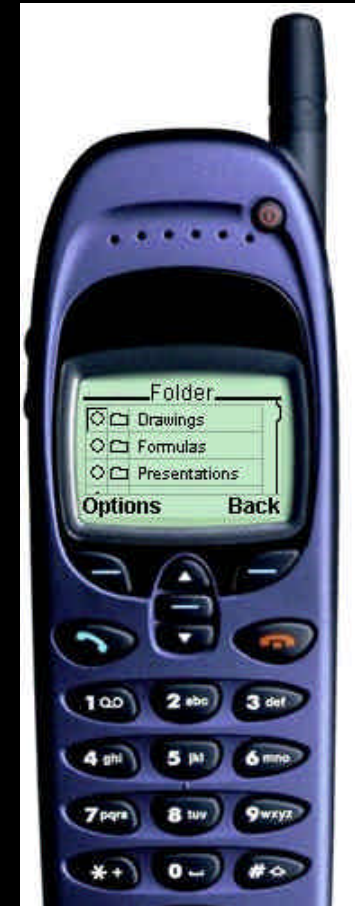 Folder
Drawings
Formulas
Presentations
Options Back
1 2 abc 3 def
4 ghi 5 jkl 6 mno
7 pqrs 8 tuv 9 wxyz
* + 0 #